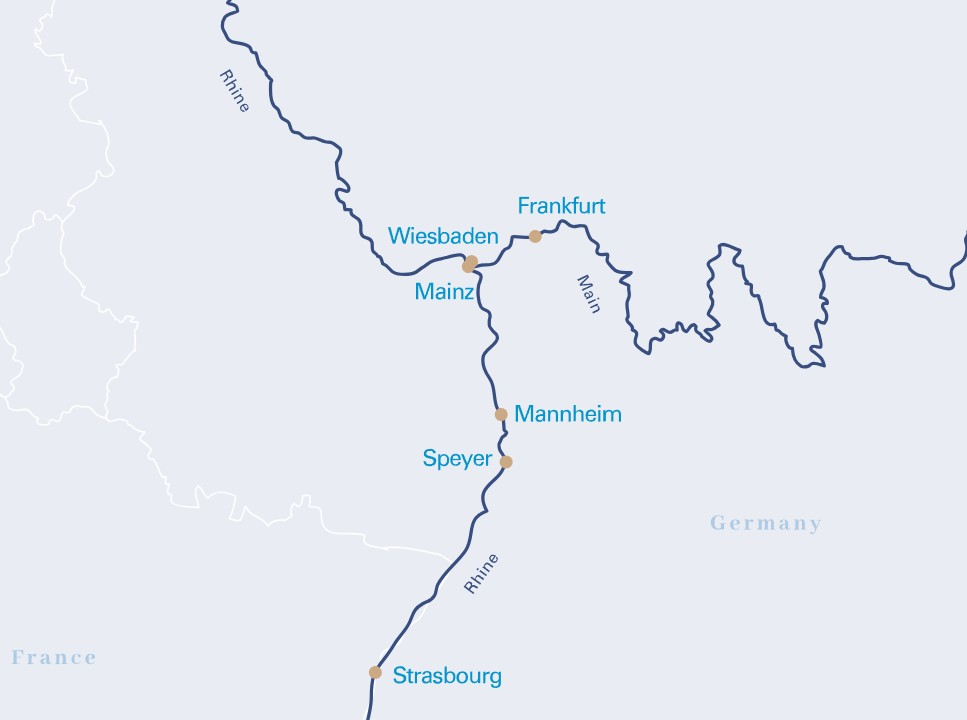 Rhine
Frankfurt
Wiesbaden
Mainz
Main
Mannheim
Speyer
Germany
Rhine
France
Strasbourg